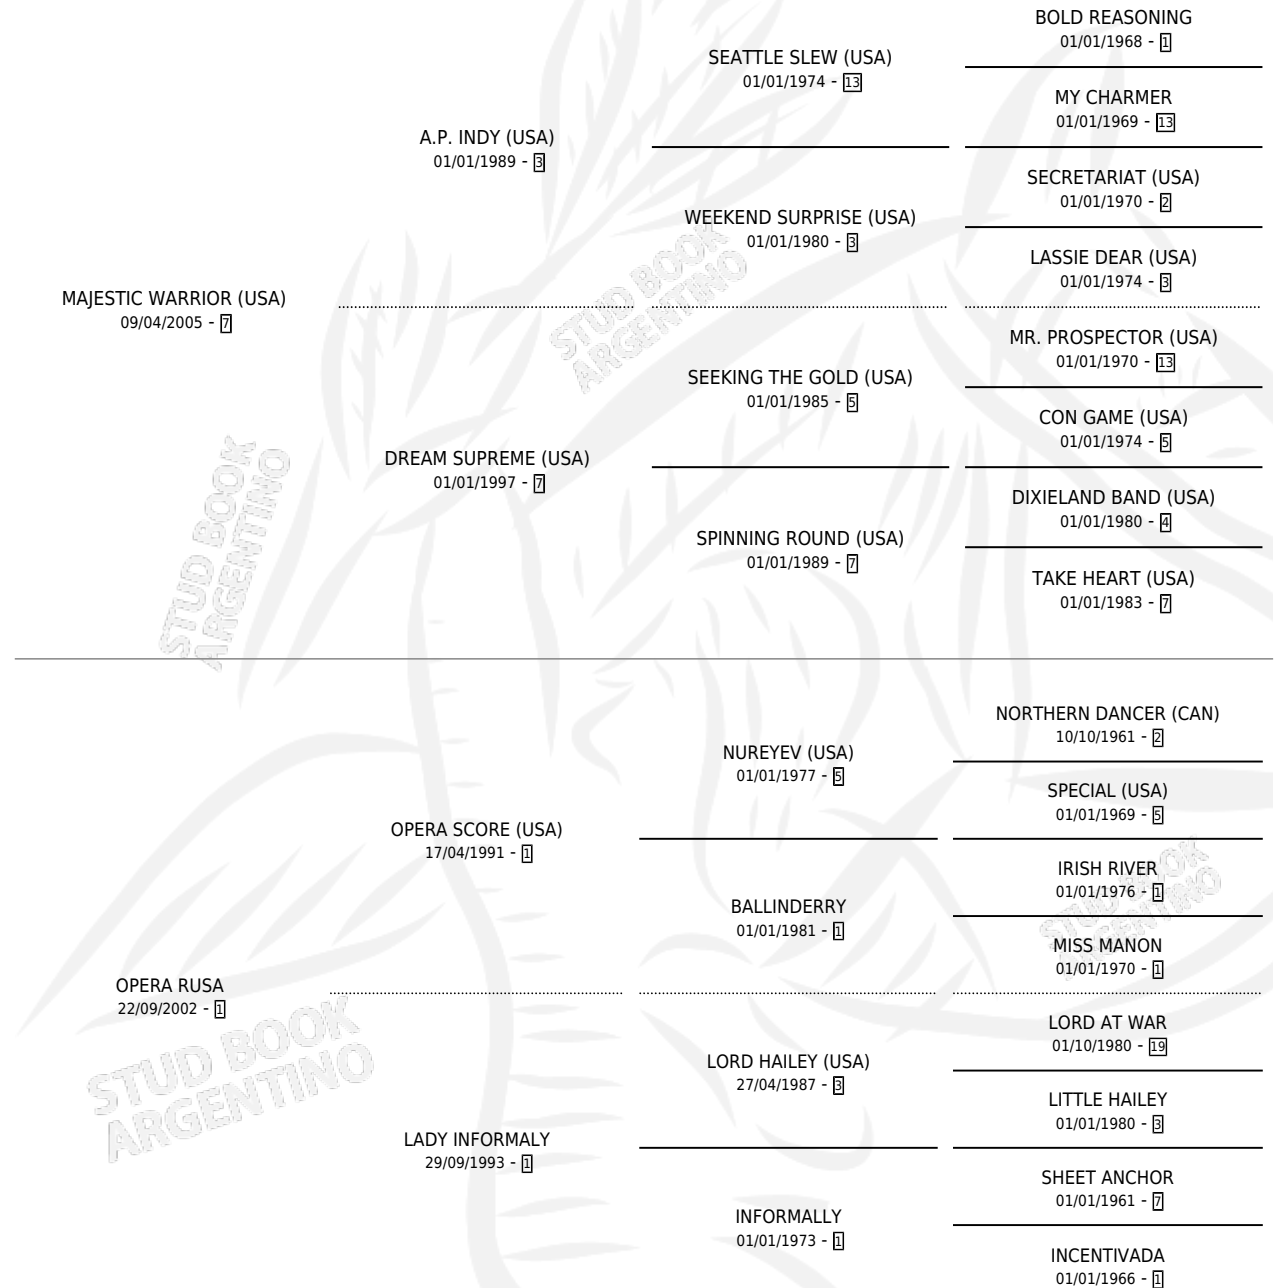 BOLD REASONING
01/01/1968 - 1
SEATTLE SLEW (USA)
01/01/1974 - 13
MY CHARMER
01/01/1969 - 13
A.P. INDY (USA)
01/01/1989 - 3
SECRETARIAT (USA)
01/01/1970 - 2
WEEKEND SURPRISE (USA)
01/01/1980 - 3
LASSIE DEAR (USA)
01/01/1974 - 3
MAJESTIC WARRIOR (USA)
09/04/2005 - 7
MR. PROSPECTOR (USA)
01/01/1970 - 13
SEEKING THE GOLD (USA)
01/01/1985 - 5
CON GAME (USA)
01/01/1974 - 5
DREAM SUPREME (USA)
01/01/1997 - 7
DIXIELAND BAND (USA)
01/01/1980 - 4
SPINNING ROUND (USA)
01/01/1989 - 7
TAKE HEART (USA)
01/01/1983 - 7
STUD BOOK
ARGENTINO
STUD BOOK
ARGENTINO
NORTHERN DANCER (CAN)
10/10/1961 - 2
NUREYEV (USA)
01/01/1977 - 5
SPECIAL (USA)
01/01/1969 - 5
OPERA SCORE (USA)
17/04/1991 - 1
IRISH RIVER
01/01/1976 - 1
BALLINDERRY
01/01/1981 - 1
MISS MANON
01/01/1970 - 1
OPERA RUSA
22/09/2002 - 1
LORD AT WAR
01/10/1980 - 19
LORD HAILEY (USA)
27/04/1987 - 3
LITTLE HAILEY
01/01/1980 - 3
LADY INFORMALY
29/09/1993 - 1
SHEET ANCHOR
01/01/1961 - 7
INFORMALLY
01/01/1973 - 1
INCENTIVADA
01/01/1966 - 1
STUD BOOK
ARGENTINO
STUD BOOK
ARGENTINO